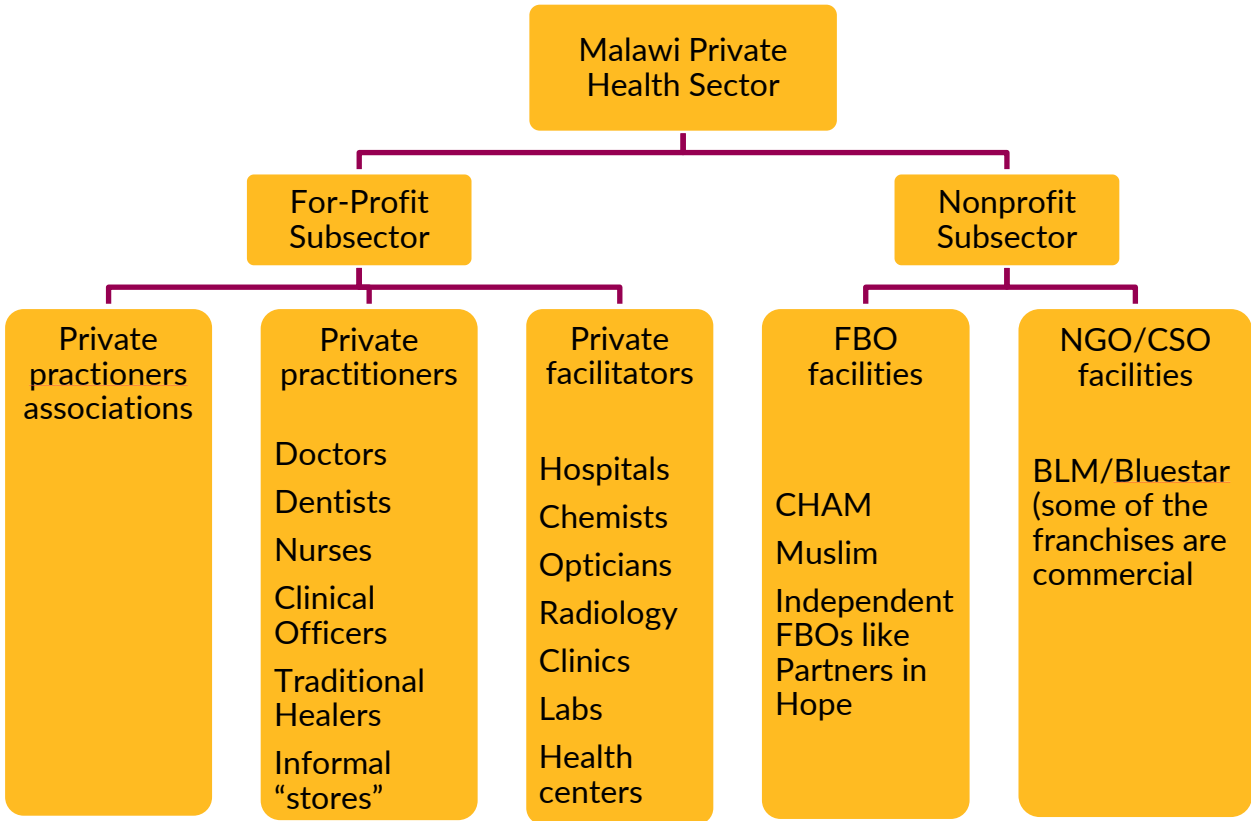 Malawi Private
Health Sector
For-Profit
Subsector
Nonprofit
Subsector
Private
practioners
associations
Private
practitioners
Doctors
Dentists
Nurses
Clinical
Officers
Traditional
Healers
Informal
“stores”
Private
facilitators
Hospitals
Chemists
Opticians
Radiology
Clinics
Labs
Health
centers
FBO
facilities
CHAM
Muslim
Independent
FBOs like
Partners in
Hope
NGO/CSO
facilities
BLM/Bluestar
(some of the
franchises are
commercial